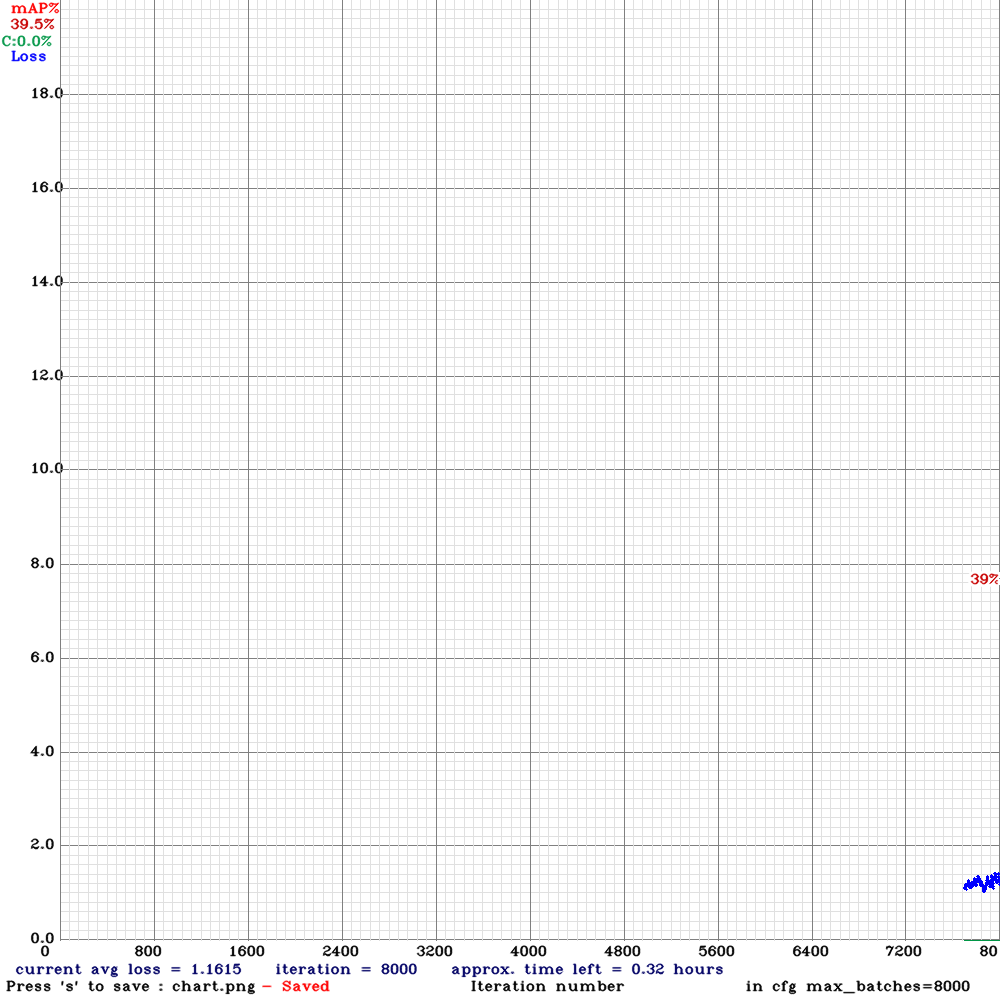 mAP%
39.5%
C:0.0%
Loss
18.0
16.0
14.0
12.0
10.0
8.0
39%
6.0
4.0
2.0
0.0
0 800 1600 2400 3200 4000 4800 5600 6400 7200 80
current avg loss = 1.1615 iteration = 8000 approx. time left = 0.32 hours
Press 's' to save : chart.png - Saved Iteration number in cfg max_batches=8000